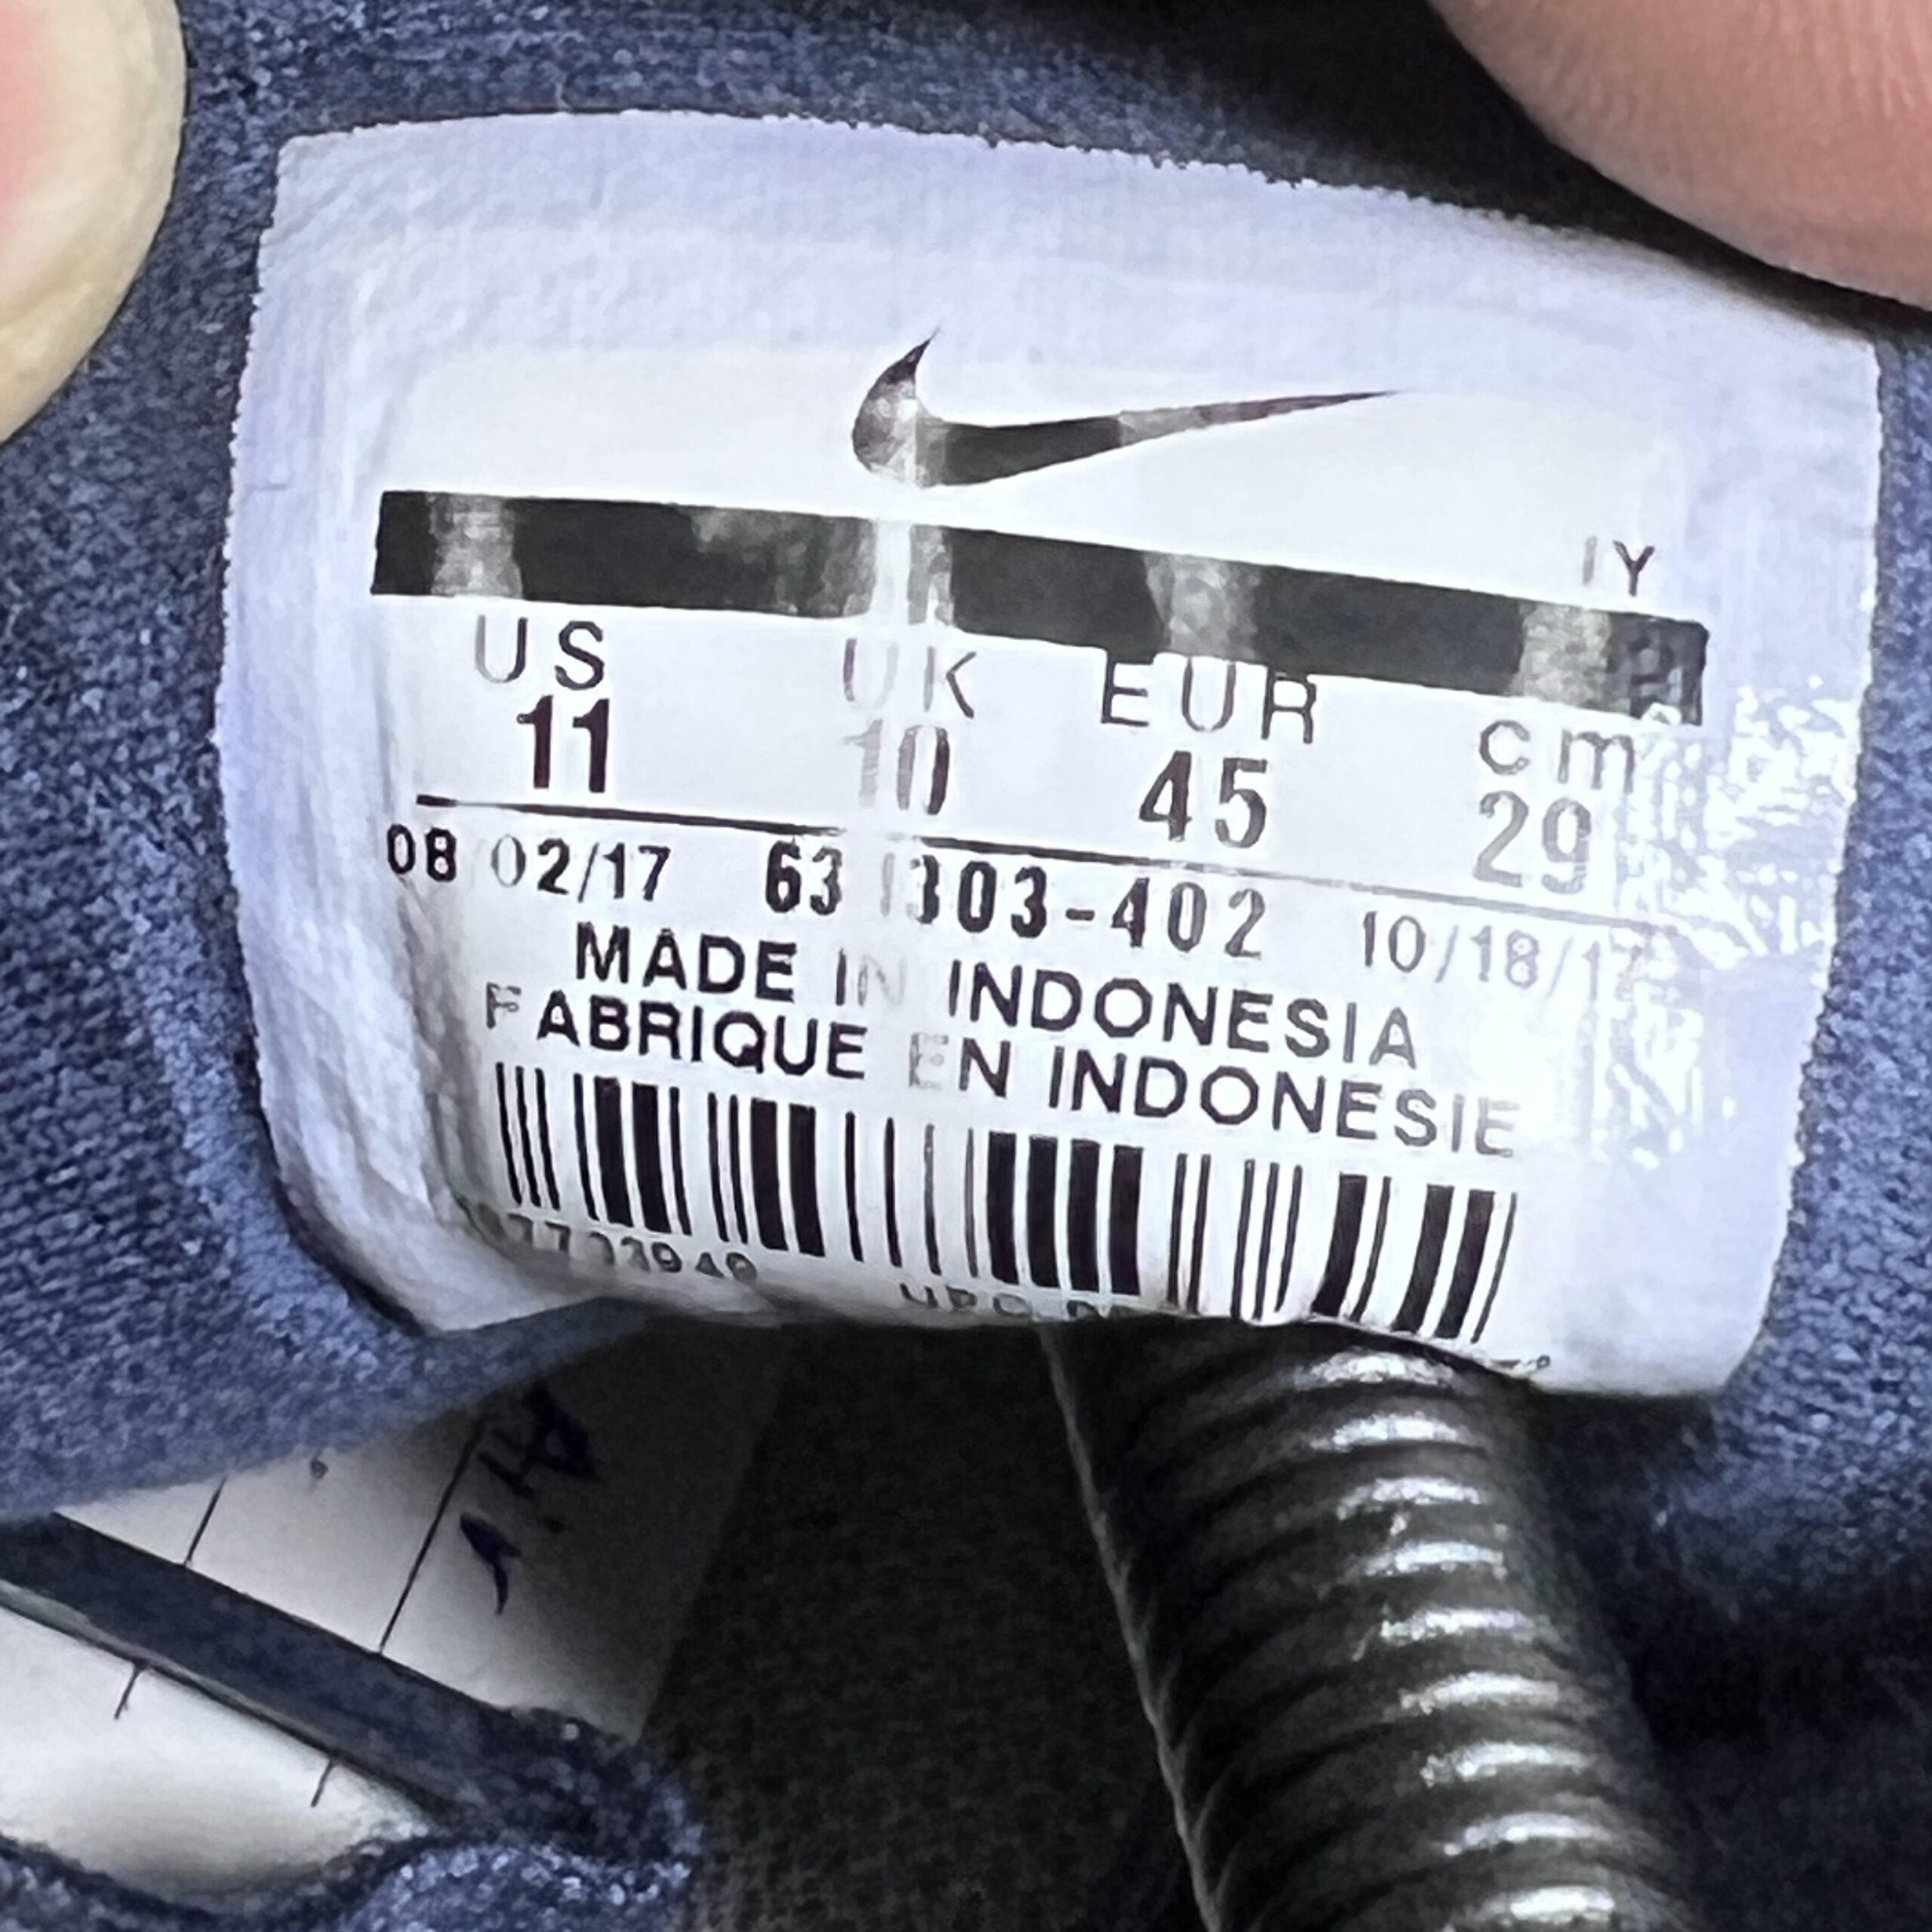 IY
US UK EUR cm
11 10 45 29
08 02/17 63 303-402 10/18/17
MADE IN INDONESIA
FABRIQUE EN INDONESIE